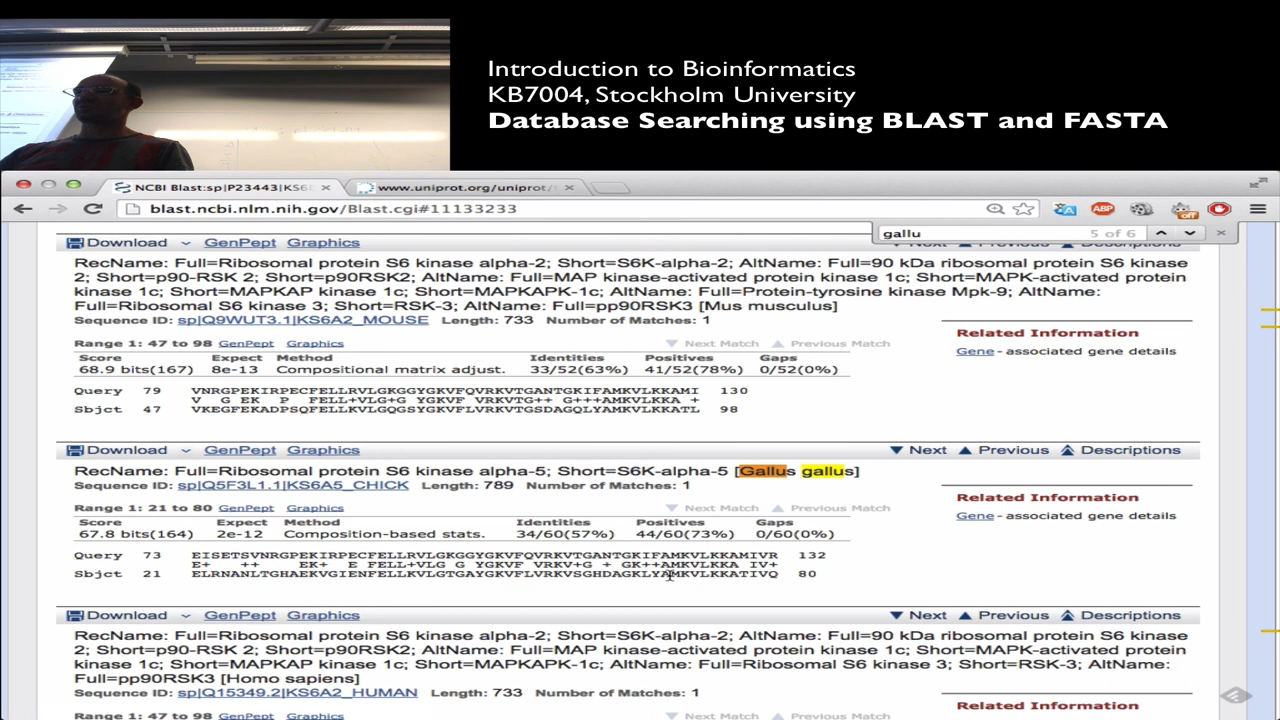 Introduction to Bioinformatics
KB7004, Stockholm University
Database Searching using BLAST and FASTA
NCBI Blast:sp|P23443|KS6
www.uniprot.org/uniprot/
blast.ncbi.nlm.nih.gov/Blast.cgi#11133233
ABP
off
gallu 5 of 6
Download GenPept Graphics Next Previous Descriptions
RecName: Full=Ribosomal protein S6 kinase alpha-2; Short=S6K-alpha-2; AltName: Full=90 kDa ribosomal protein S6 kinase
2; Short=p90-RSK 2; Short=p90RSK2; AltName: Full=MAP kinase-activated protein kinase 1c; Short=MAPK-activated protein
kinase 1c; Short=MAPKAP kinase 1c; Short=MAPKAPK-1c; AltName: Full=Protein-tyrosine kinase Mpk-9; AltName:
Full=Ribosomal S6 kinase 3; Short=RSK-3; AltName: Full=pp90RSK3 [Mus musculus]
Sequence ID: sp|Q9WUT3.1|KS6A2_MOUSE Length: 733 Number of Matches: 1
Related Information
Gene - associated gene details
Range 1: 47 to 98 GenPept Graphics Next Match Previous Match
Score Expect Method Identities Positives Gaps
68.9 bits(167) 8e-13 Compositional matrix adjust. 33/52(63%) 41/52(78%) 0/52(0%)
Query 79 VNRGPEKIRPECFELLRVLGKGGYGKVFQVRKVTGANTGKIFAMKVLKKAMI 130
V G EK P FELL+VLG+G YGKVF VRKVTG++ G+++AMKVLKKA +
Sbjct 47 VKEGFEKADPSQFELLKVLGQGSYGKVFLVRKVTGSDAGQLYAMKVLKKATL 98
Download GenPept Graphics Next Previous Descriptions
RecName: Full=Ribosomal protein S6 kinase alpha-5; Short=S6K-alpha-5 [Gallus gallus]
Sequence ID: sp|Q5F3L1.1|KS6A5_CHICK Length: 789 Number of Matches: 1
Related Information
Gene - associated gene details
Range 1: 21 to 80 GenPept Graphics Next Match Previous Match
Score Expect Method Identities Positives Gaps
67.8 bits(164) 2e-12 Composition-based stats. 34/60(57%) 44/60(73%) 0/60(0%)
Query 73 EISETSVNRGPEKIRPECFELLRVLGKGGYGKVFQVRKVTGANTGKIFAMKVLKKAMIVR 132
E+ ++ EK+ E FELL+VLG G YGKVF VRKV+G + GK++AMKVLKKA IV+
Sbjct 21 ELRNANLTGHAEKVGIENFELLKVLGTGAYGKVFLVRKVSGHDAGKLYAMKVLKKATIVQ 80
Download GenPept Graphics Next Previous Descriptions
RecName: Full=Ribosomal protein S6 kinase alpha-2; Short=S6K-alpha-2; AltName: Full=90 kDa ribosomal protein S6 kinase
2; Short=p90-RSK 2; Short=p90RSK2; AltName: Full=MAP kinase-activated protein kinase 1c; Short=MAPK-activated protein
kinase 1c; Short=MAPKAP kinase 1c; Short=MAPKAPK-1c; AltName: Full=Ribosomal S6 kinase 3; Short=RSK-3; AltName:
Full=pp90RSK3 [Homo sapiens]
Sequence ID: sp|Q15349.2|KS6A2_HUMAN Length: 733 Number of Matches: 1
Related Information
Range 1: 47 to 98 GenPept Graphics Next Match Previous Match